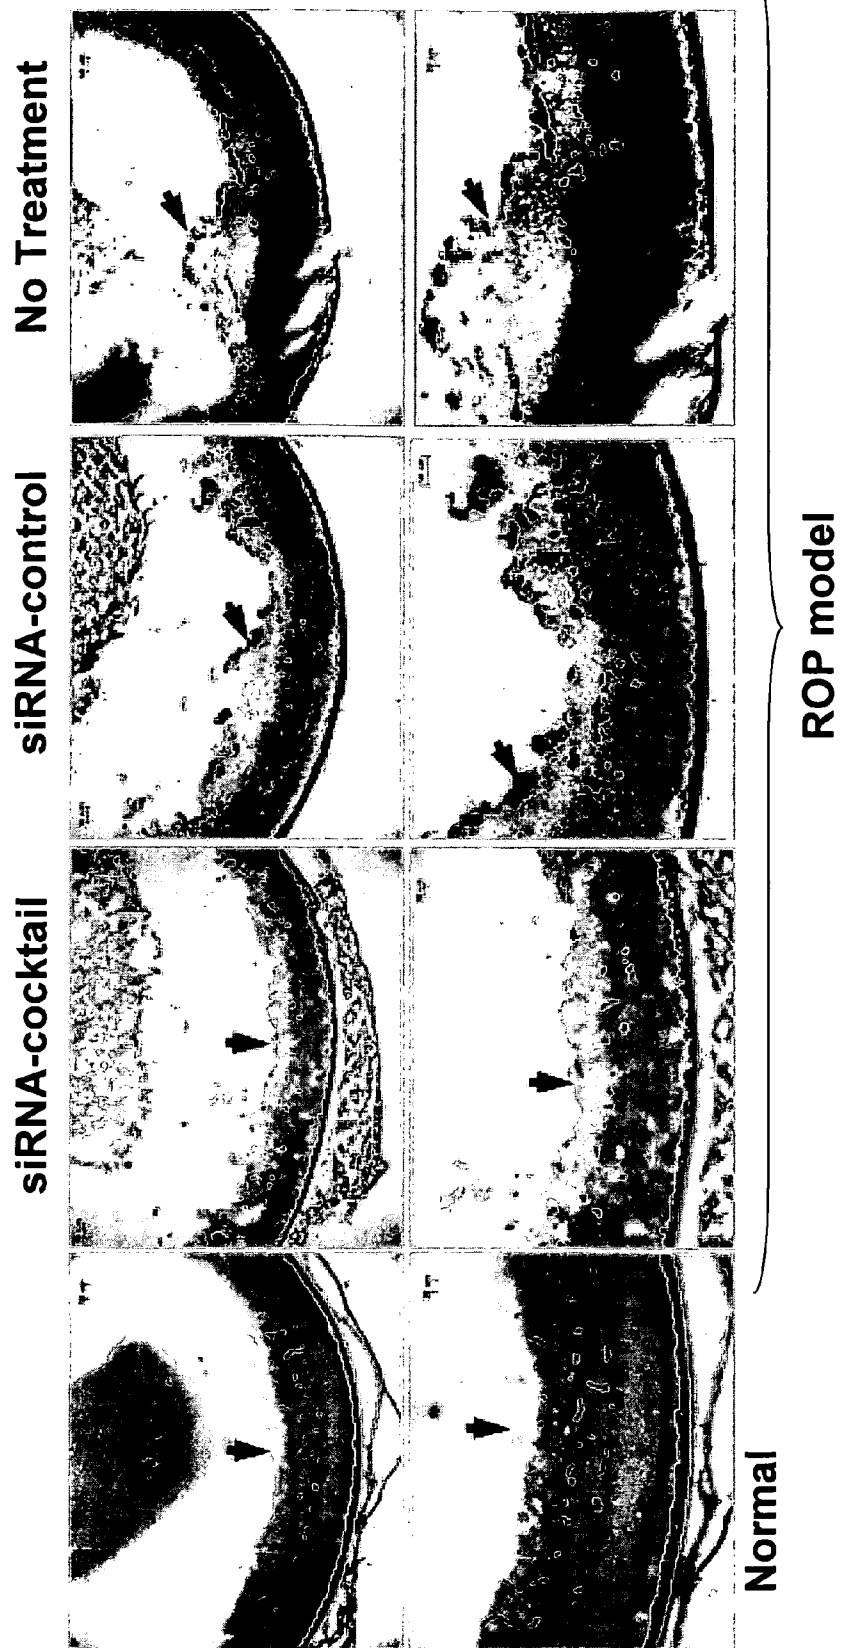 No Treatment
siRNA-control
siRNA-cocktail
Normal
ROP model